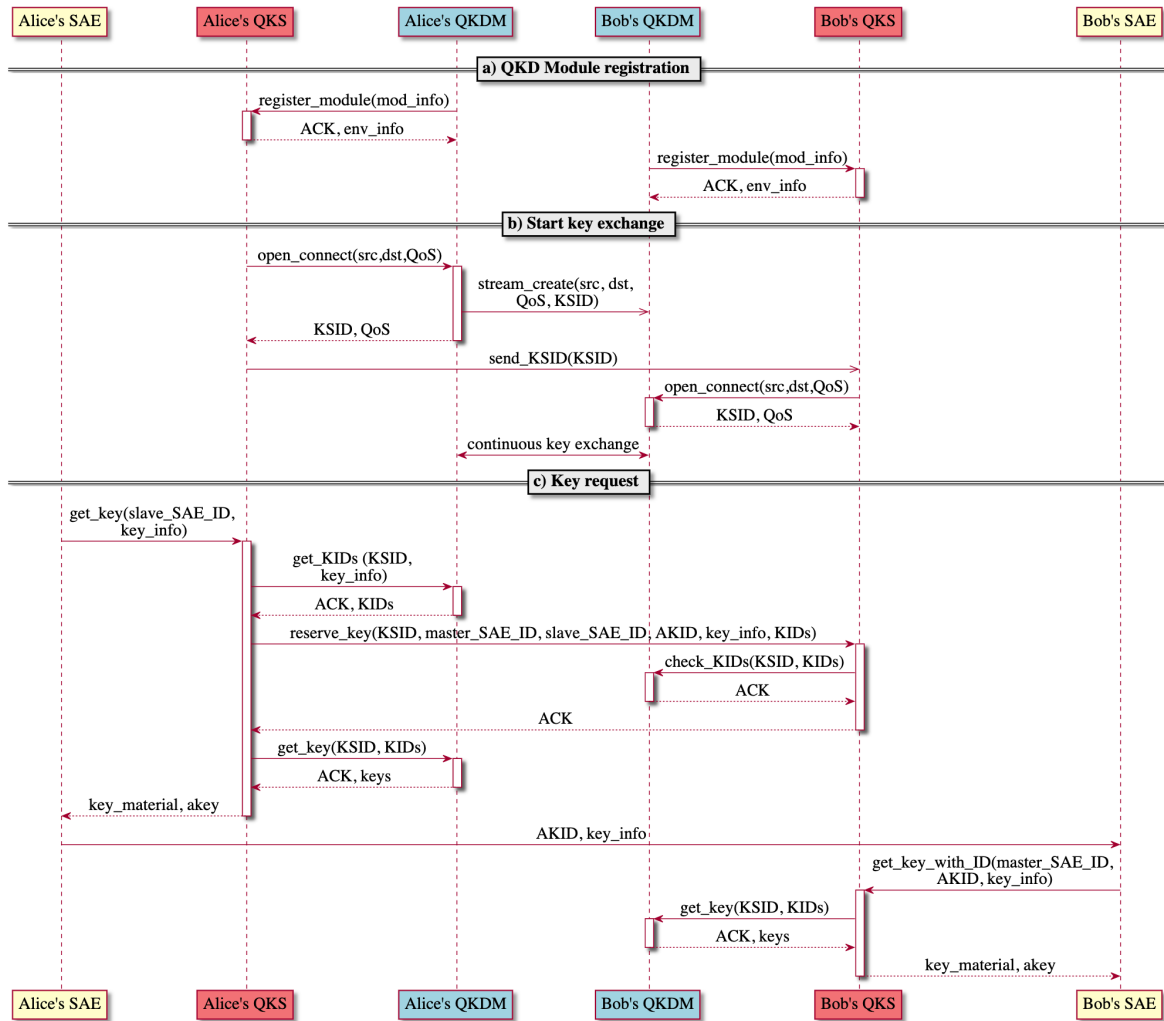 Alice's SAE
Alice's QKS
Alice's QKDM
Bob's QKDM
Bob's QKS
Bob's SAE
a) QKD Module registration
register_module(mod_info)
ACK, env_info
register_module(mod_info)
ACK, env_info
b) Start key exchange
open_connect(src,dst,QoS)
stream_create(src, dst,
QoS, KSID)
KSID, QoS
send_KSID(KSID)
open_connect(src,dst,QoS)
KSID, QoS
continuous key exchange
c) Key request
get_key(slave_SAE_ID,
key_info)
get_KIDs (KSID,
key_info)
ACK, KIDs
reserve_key(KSID, master_SAE_ID, slave_SAE_ID, AKID, key_info, KIDs)
check_KIDs(KSID, KIDs)
ACK
ACK
get_key(KSID, KIDs)
ACK, keys
key_material, akey
AKID, key_info
get_key_with_ID(master_SAE_ID,
AKID, key_info)
get_key(KSID, KIDs)
ACK, keys
key_material, akey
Alice's SAE
Alice's QKS
Alice's QKDM
Bob's QKDM
Bob's QKS
Bob's SAE